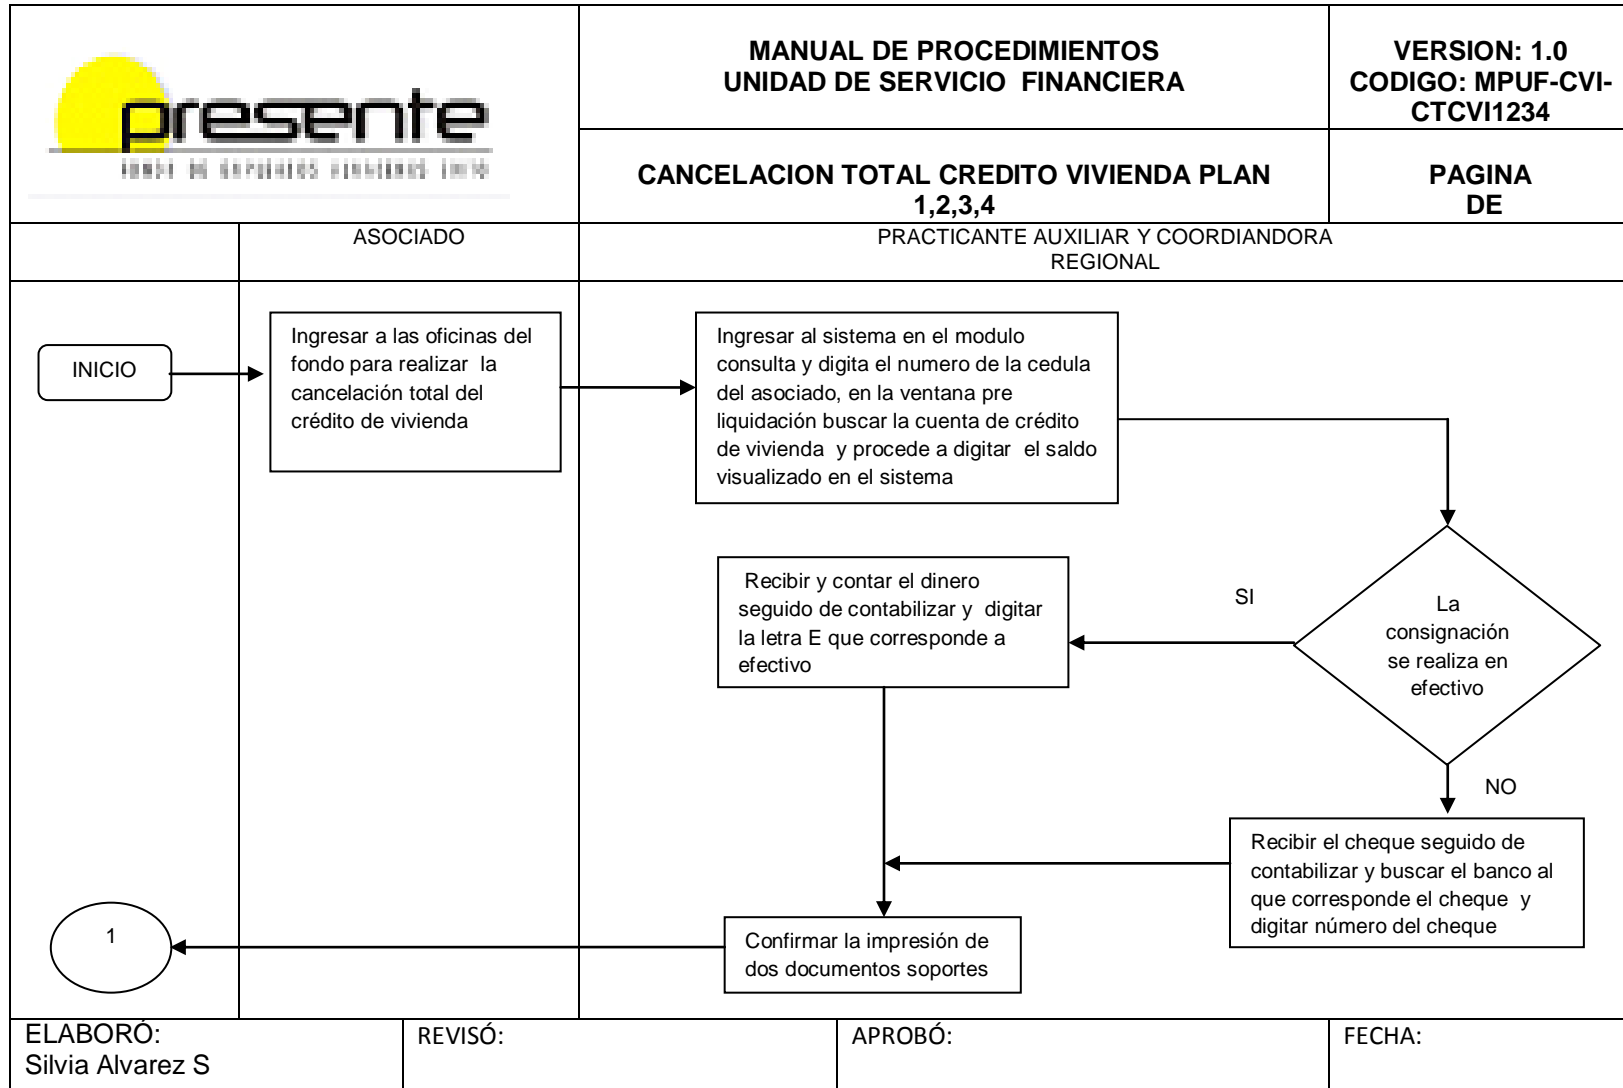 presente
MANUAL DE PROCEDIMIENTOS
UNIDAD DE SERVICIO FINANCIERA
VERSION: 1.0
CODIGO: MPUF-CVI-
CTCVI1234
CANCELACION TOTAL CREDITO VIVIENDA PLAN
1,2,3,4
PAGINA
DE
ASOCIADO
PRACTICANTE AUXILIAR Y COORDIANDORA
REGIONAL
INICIO
Ingresar a las oficinas del
fondo para realizar la
cancelación total del
crédito de vivienda
Ingresar al sistema en el modulo
consulta y digita el numero de la cedula
del asociado, en la ventana pre
liquidación buscar la cuenta de crédito
de vivienda y procede a digitar el saldo
visualizado en el sistema
La
consignación
se realiza en
efectivo
SI
Recibir y contar el dinero
seguido de contabilizar y digitar
la letra E que corresponde a
efectivo
NO
Recibir el cheque seguido de
contabilizar y buscar el banco al
que corresponde el cheque y
digitar número del cheque
Confirmar la impresión de
dos documentos soportes
1
ELABORÓ:
Silvia Alvarez S
REVISÓ:
APROBÓ:
FECHA: